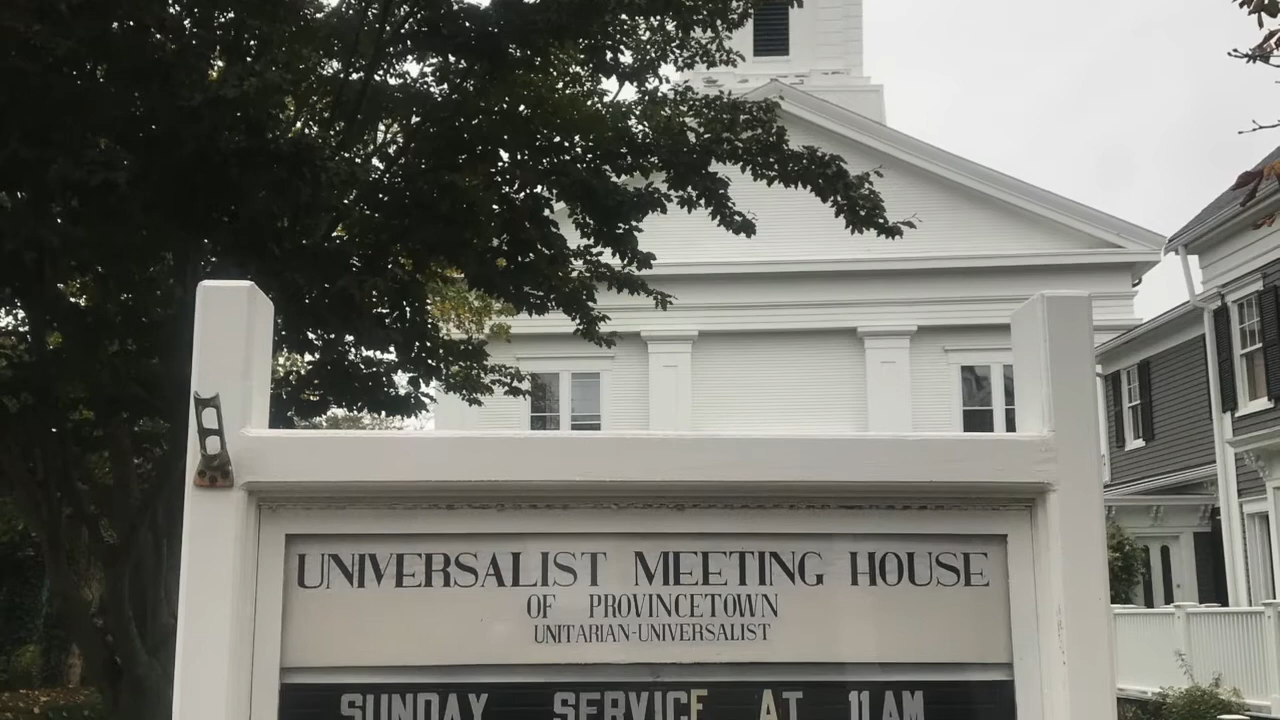 UNIVERSALIST MEETING HOUSE
OF PROVINCETOWN
UNITARIAN-UNIVERSALIST
SUNDAY SERVICE AT 11AM